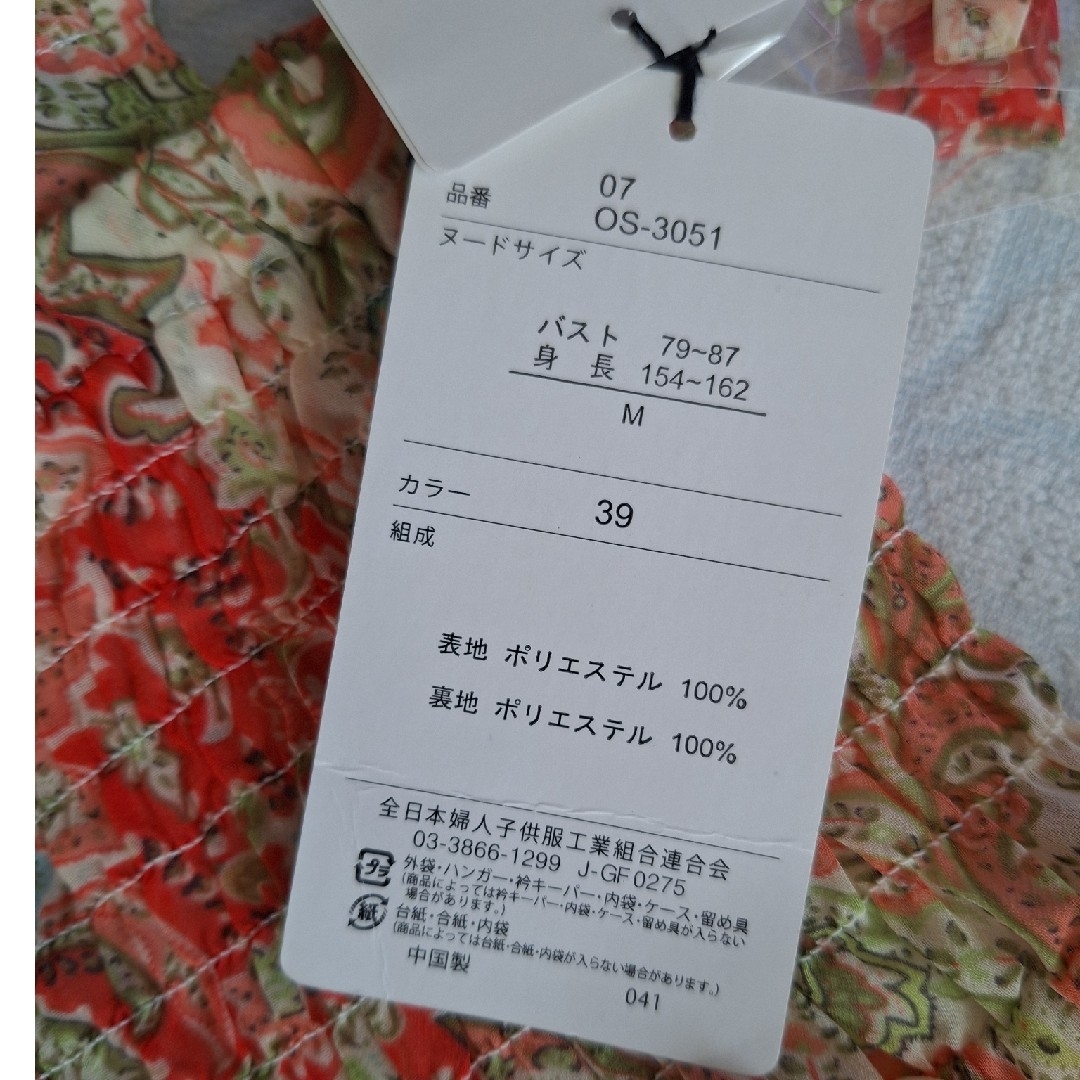 07
品番 OS-3051
ヌードサイズ
バスト 79~87
身 長 154~162
M
カラー 39
組成
表地 ポリエステル 100%
裏地 ポリエステル 100%
全日本婦人子供服工業組合連合会
03-3866-1299 J-GF0275
プラ 外袋・ハンガー・衿キーパー・内袋・ケース・留め具
(商品によっては衿キーパー・内袋・ケース・留め具が入らない
場合があります。)
紙 台紙・合紙・内袋
(商品によっては台紙・合紙・内袋が入らない場合があります。)
中国製
041